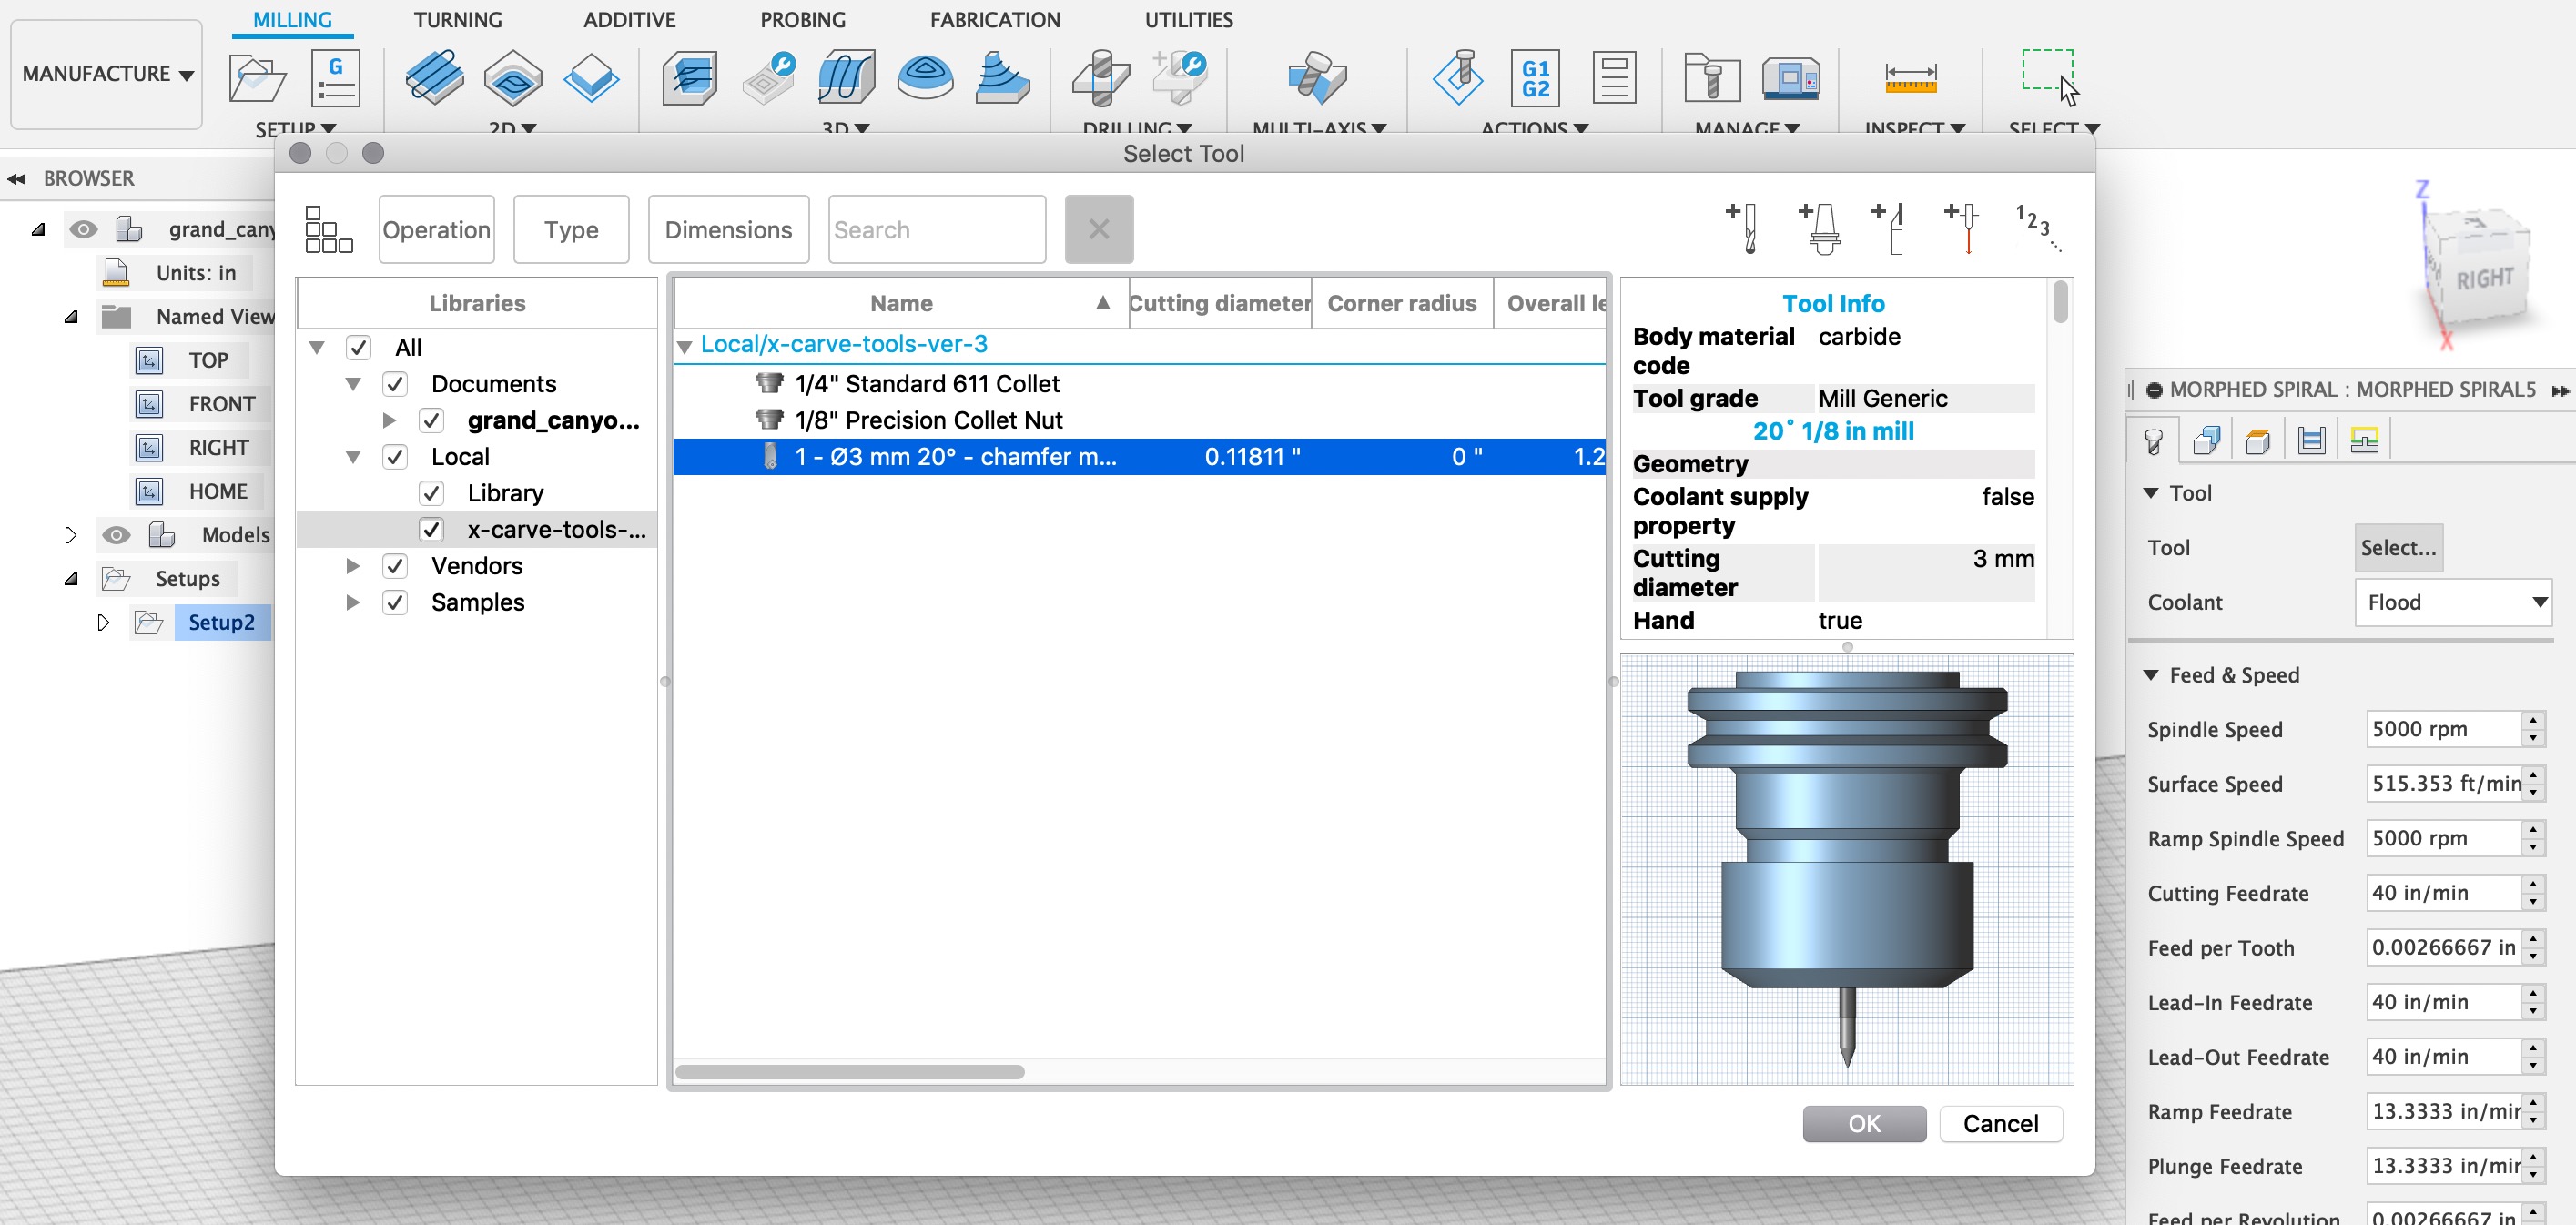 MILLING TURNING ADDITIVE PROBING FABRICATION UTILITIES
MANUFACTURE
G
G1
G2
SETUP 2D 3D DRILLING MULTI-AXIS ACTIONS MANAGE INSPECT SELECT
Select Tool
BROWSER
grand_cany
Units: in
Named View
TOP
FRONT
RIGHT
HOME
Models
Setups
Setup2
Operation Type Dimensions Search
1 2 3
Libraries
All
Documents
grand_canyo...
Local
Library
x-carve-tools-...
Vendors
Samples
Name Cutting diameter Corner radius Overall le
Local/x-carve-tools-ver-3
1/4" Standard 611 Collet
1/8" Precision Collet Nut
1 - Ø3 mm 20° - chamfer m... 0.11811 " 0 " 1.2
Tool Info
Body material code carbide
Tool grade Mill Generic
20° 1/8 in mill
Geometry
Coolant supply property false
Cutting diameter 3 mm
Hand true
OK Cancel
Z
RIGHT
X
MORPHED SPIRAL : MORPHED SPIRAL5
Tool
Tool Select...
Coolant Flood
Feed & Speed
Spindle Speed 5000 rpm
Surface Speed 515.353 ft/min
Ramp Spindle Speed 5000 rpm
Cutting Feedrate 40 in/min
Feed per Tooth 0.00266667 in
Lead-In Feedrate 40 in/min
Lead-Out Feedrate 40 in/min
Ramp Feedrate 13.3333 in/min
Plunge Feedrate 13.3333 in/min
Feed per Revolution 0.00266667 in